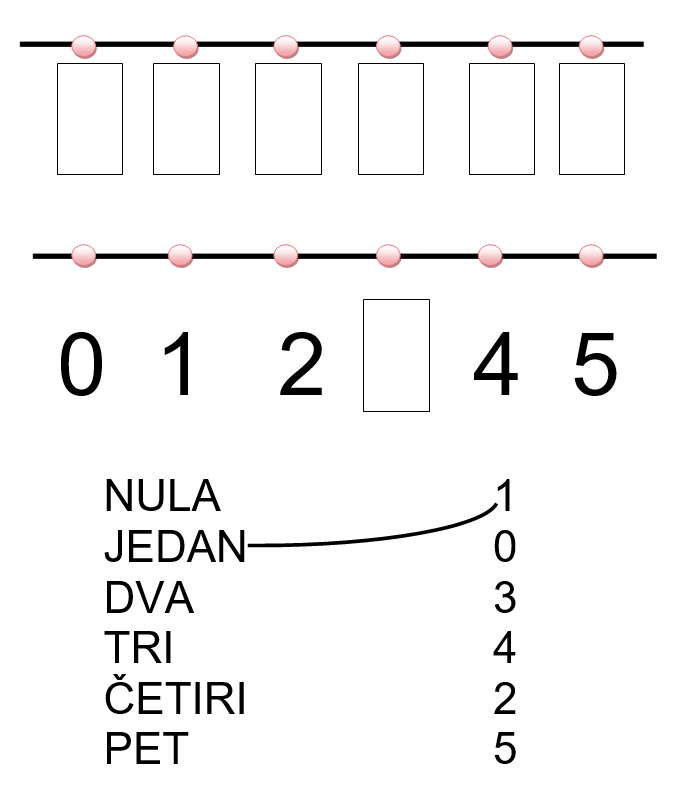 0 1 2 4 5
NULA 1
JEDAN 0
DVA 3
TRI 4
ČETIRI 2
PET 5